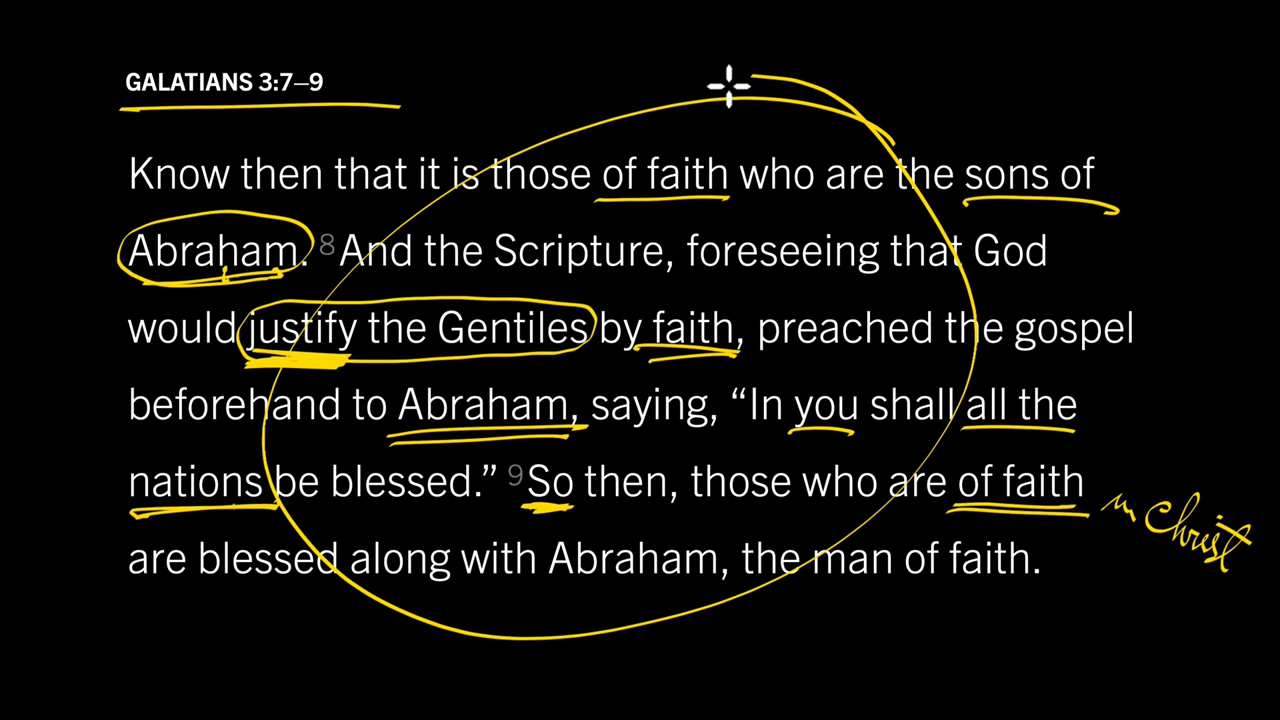 GALATIANS 3:7–9
Know then that it is those of faith who are the sons of
Abraham. 8 And the Scripture, foreseeing that God
would justify the Gentiles by faith, preached the gospel
beforehand to Abraham, saying, “In you shall all the
nations be blessed.” 9 So then, those who are of faith
in Christ
are blessed along with Abraham, the man of faith.